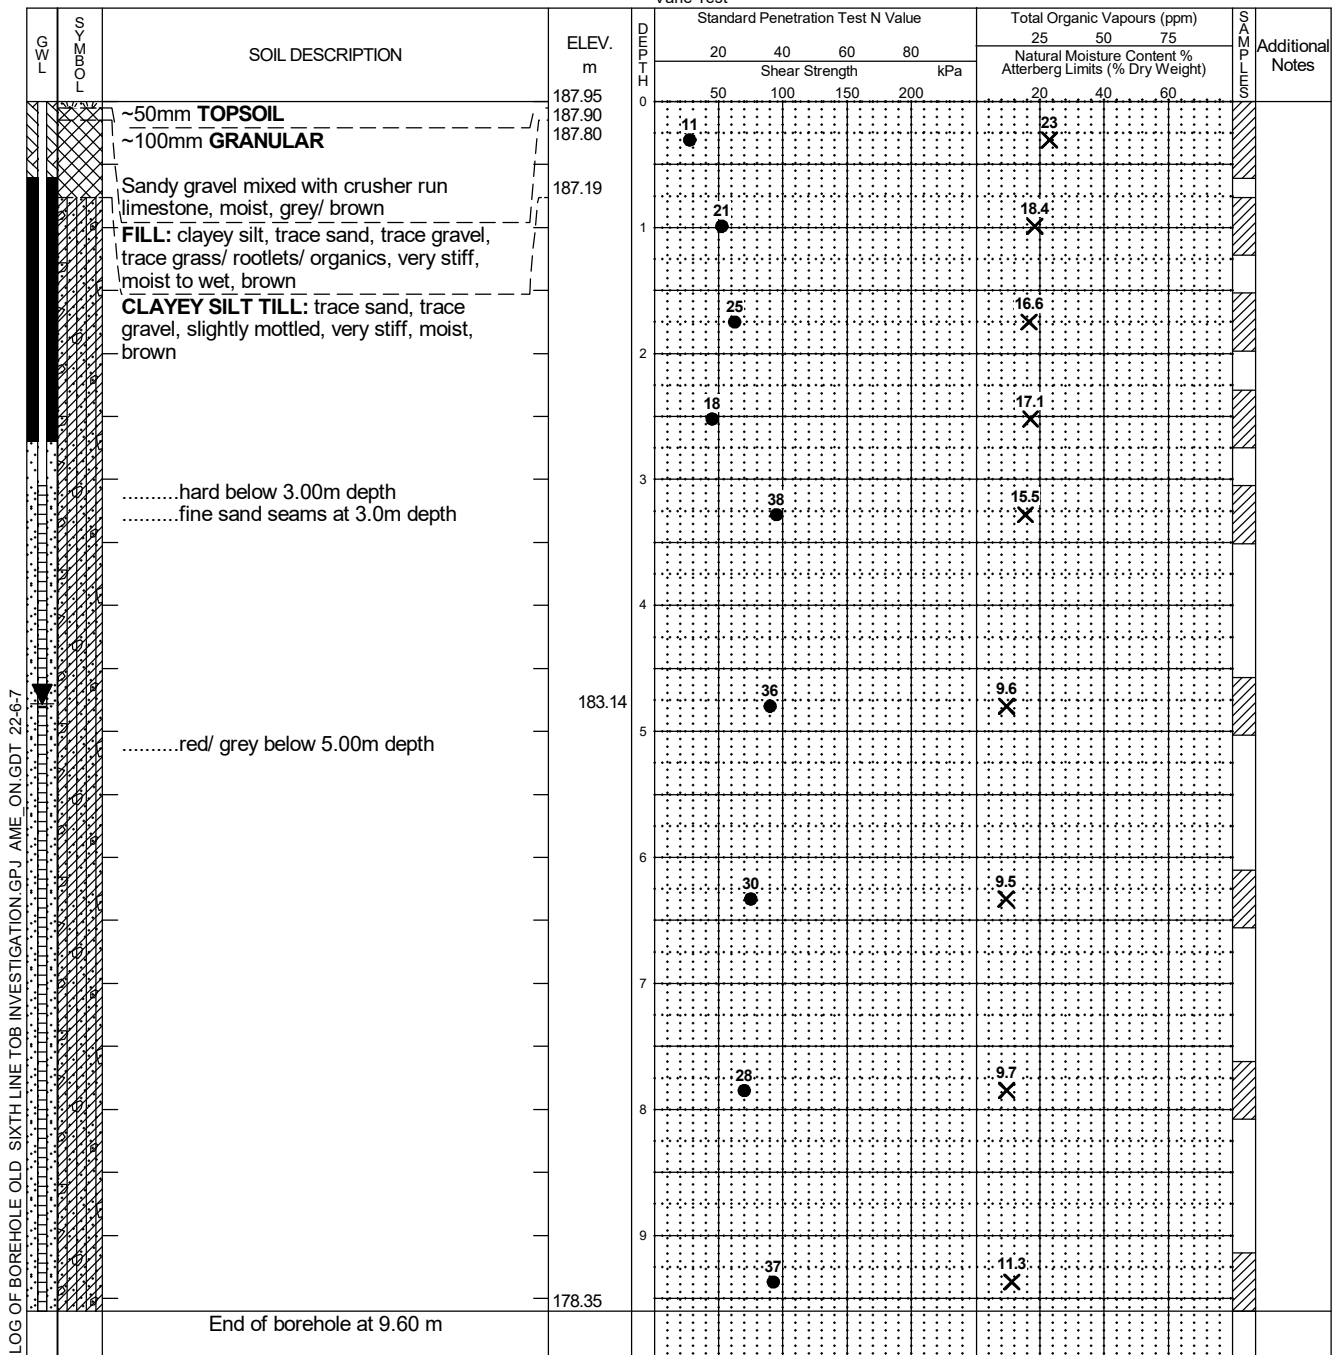 Standard Penetration Test N Value
Total Organic Vapours (ppm)
GWL
SYMBOL
SOIL DESCRIPTION
ELEV.
m
DEPTH
20 40 60 80
25 50 75
Shear Strength kPa
Natural Moisture Content %
Atterberg Limits (% Dry Weight)
50 100 150 200
20 40 60
SAMPLES
Additional
Notes
187.95
0
~50mm TOPSOIL
187.90
~100mm GRANULAR
187.80
11
23
Sandy gravel mixed with crusher run
limestone, moist, grey/ brown
187.19
21
18.4
1
FILL: clayey silt, trace sand, trace gravel,
trace grass/ rootlets/ organics, very stiff,
moist to wet, brown
CLAYEY SILT TILL: trace sand, trace
gravel, slightly mottled, very stiff, moist,
brown
25
16.6
2
18
17.1
3
..........hard below 3.00m depth
..........fine sand seams at 3.0m depth
38
15.5
4
183.14
36
9.6
5
..........red/ grey below 5.00m depth
6
30
9.5
7
28
9.7
8
9
37
11.3
178.35
End of borehole at 9.60 m
LOG OF BOREHOLE OLD SIXTH LINE TOB INVESTIGATION.GPJ AME_ON.GDT 22-6-7